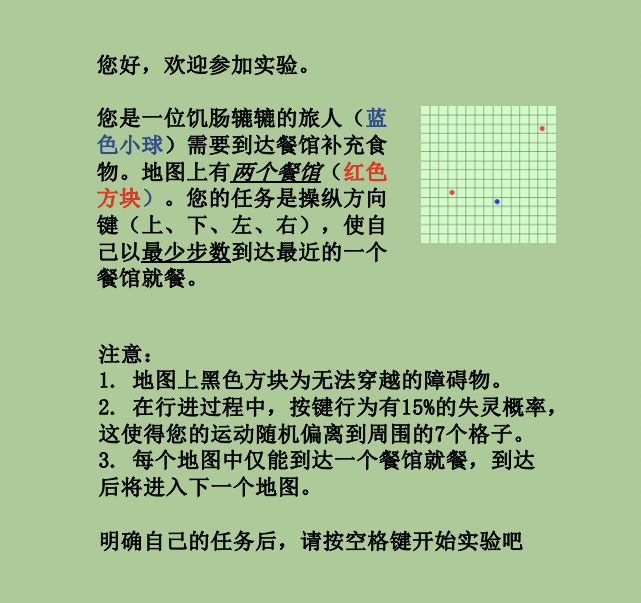 您好，欢迎参加实验。
您是一位饥肠辘辘的旅人（蓝
色小球）需要到达餐馆补充食
物。地图上有两个餐馆（红色
方块）。您的任务是操纵方向
键（上、下、左、右），使自
己以最少步数到达最近的一个
餐馆就餐。
注意：
1. 地图上黑色方块为无法穿越的障碍物。
2. 在行进过程中，按键行为有15%的失灵概率，
这使得您的运动随机偏离到周围的7个格子。
3. 每个地图中仅能到达一个餐馆就餐，到达
后将进入下一个地图。
明确自己的任务后，请按空格键开始实验吧